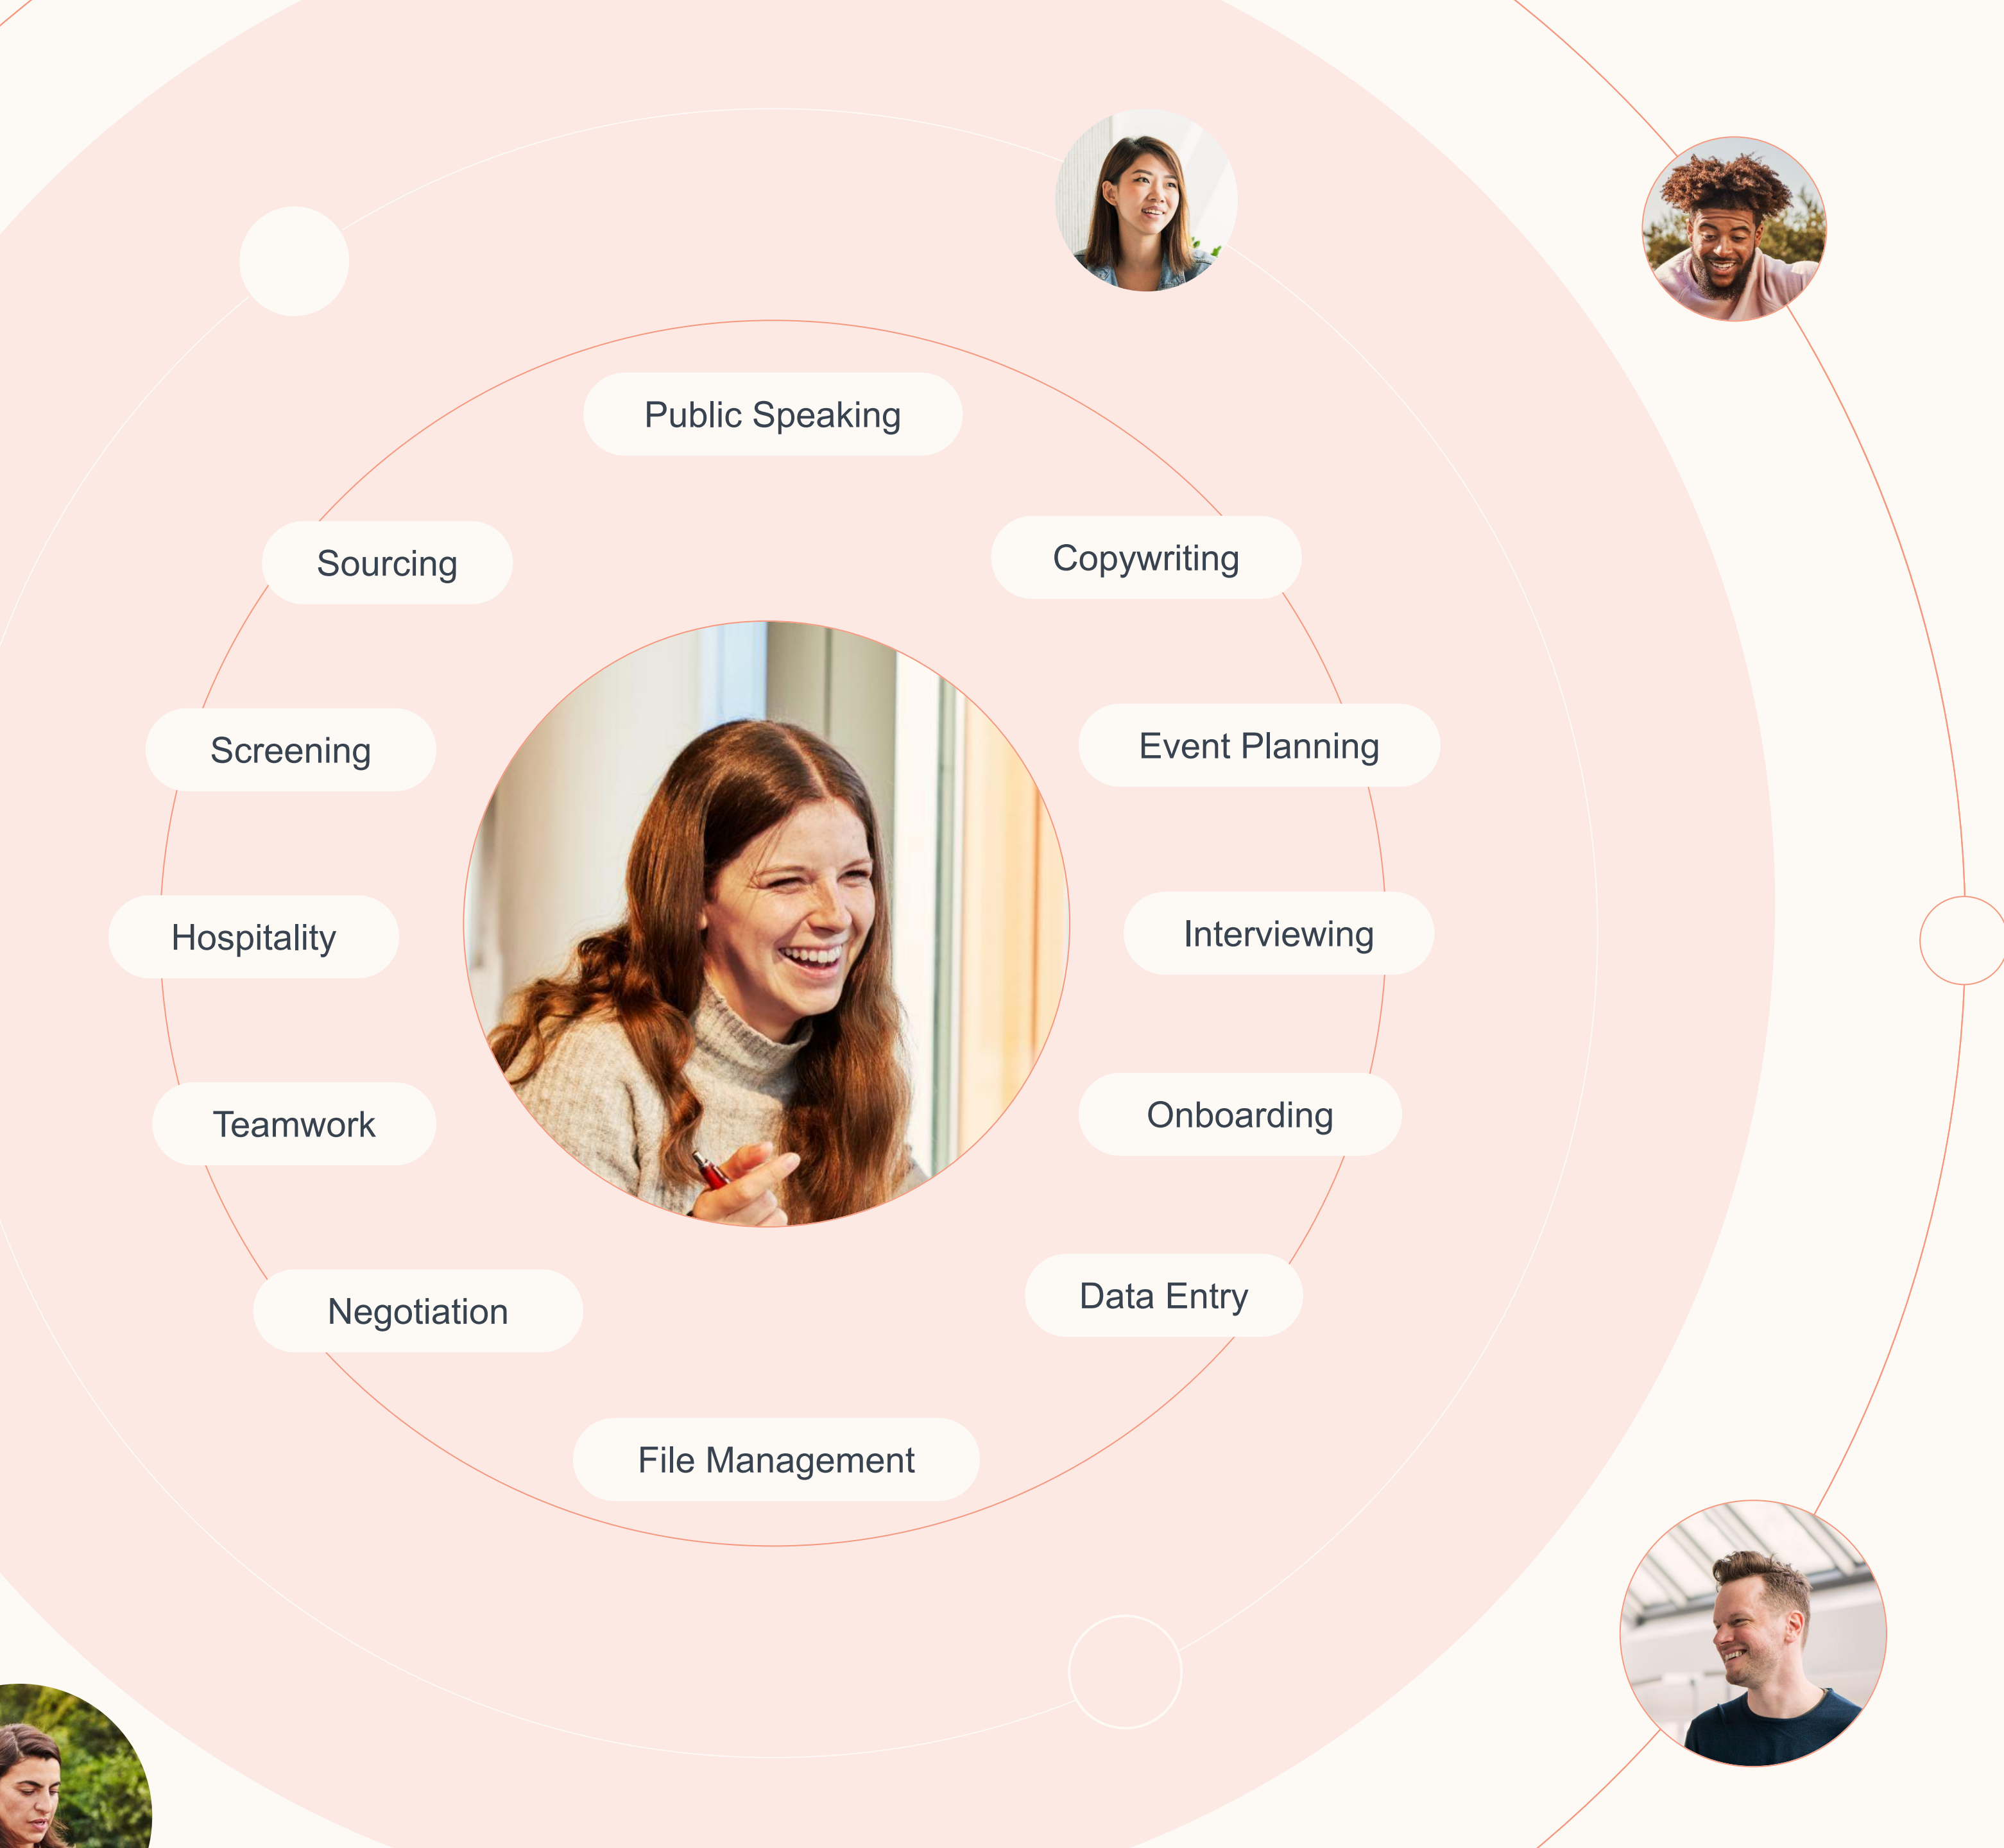 Public Speaking
Sourcing
Copywriting
Screening
Event Planning
Hospitality
Interviewing
Teamwork
Onboarding
Negotiation
Data Entry
File Management